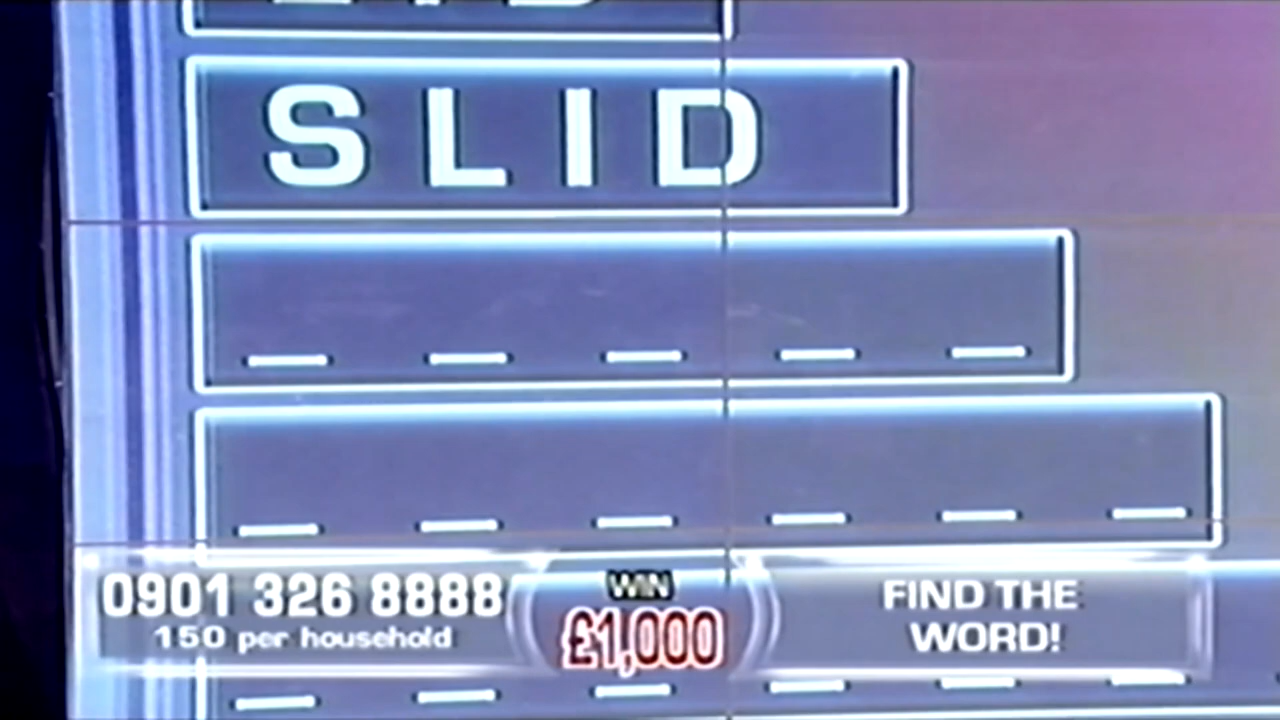 SLID
0901 326 8888
150 per household
WIN
£1,000
FIND THE
WORD!